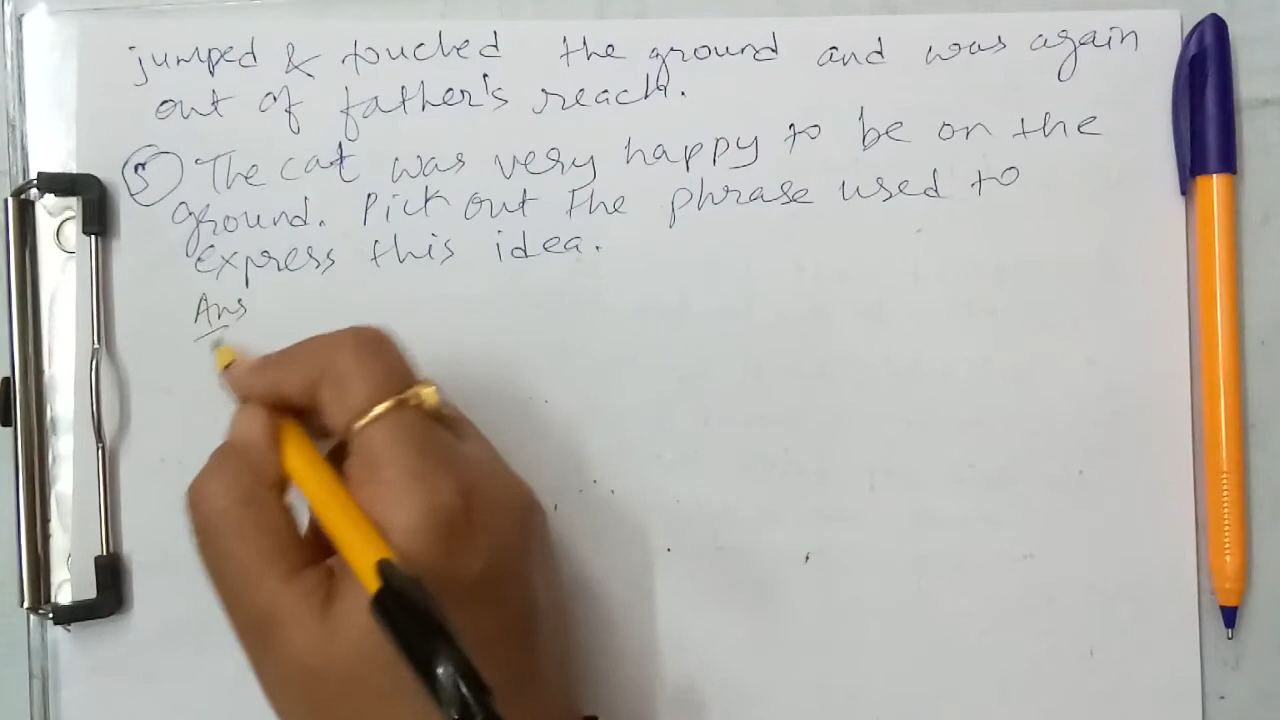 jumped & touched the ground and was again
out of father's reach.
(5) The cat was very happy to be on the
ground. Pick out the phrase used to
express this idea.
Ans